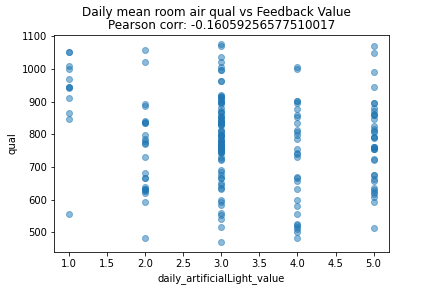 Daily mean room air qual vs Feedback Value
Pearson corr: -0.16059256577510017
1100
1000
900
800
700
600
500
qual
1.0 1.5 2.0 2.5 3.0 3.5 4.0 4.5 5.0
daily_artificialLight_value